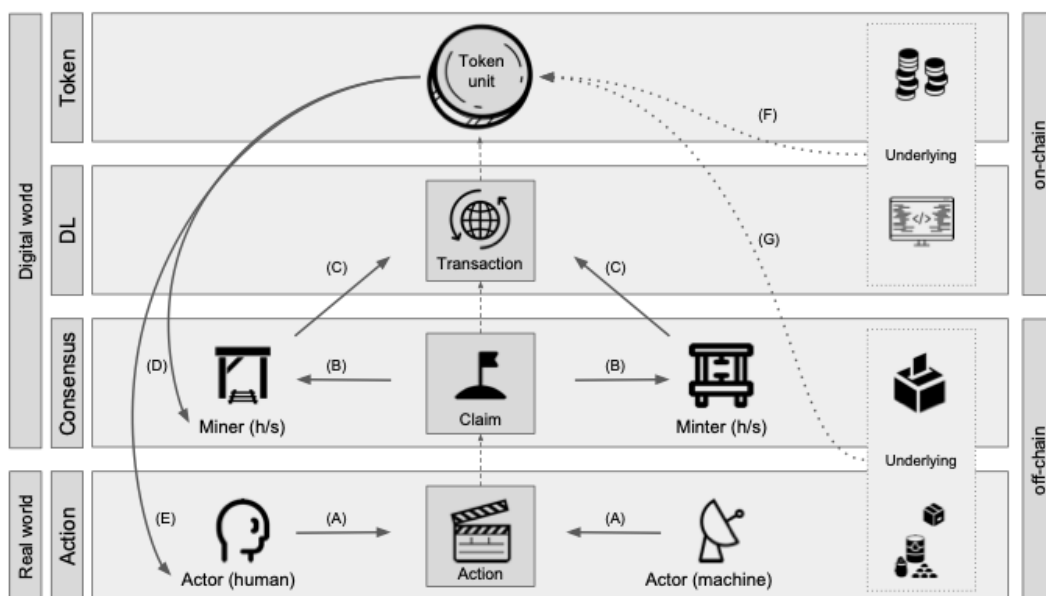 Digital world
Real world
Token
DL
Consensus
Action
on-chain
off-chain
Token
unit
(F)
Underlying
</>
(G)
(C)
Transaction
(C)
(D)
(B)
Claim
(B)
Miner (h/s)
Minter (h/s)
Underlying
(E)
(A)
Action
(A)
Actor (human)
Actor (machine)